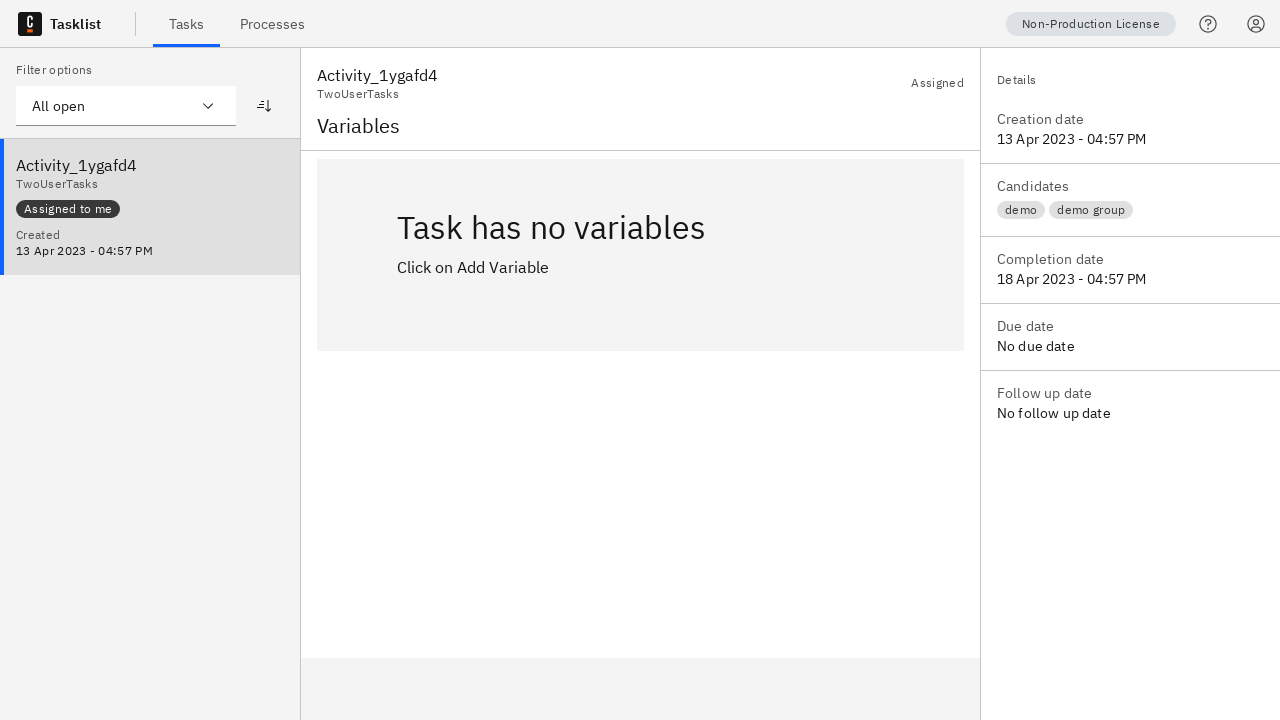 Tasklist
Tasks
Processes
Non-Production License
Filter options
All open
Activity_1ygafd4
TwoUserTasks
Assigned to me
Created
13 Apr 2023 - 04:57 PM
Activity_1ygafd4
TwoUserTasks
Assigned
Variables
Task has no variables
Click on Add Variable
Details
Creation date
13 Apr 2023 - 04:57 PM
Candidates
demo
demo group
Completion date
18 Apr 2023 - 04:57 PM
Due date
No due date
Follow up date
No follow up date